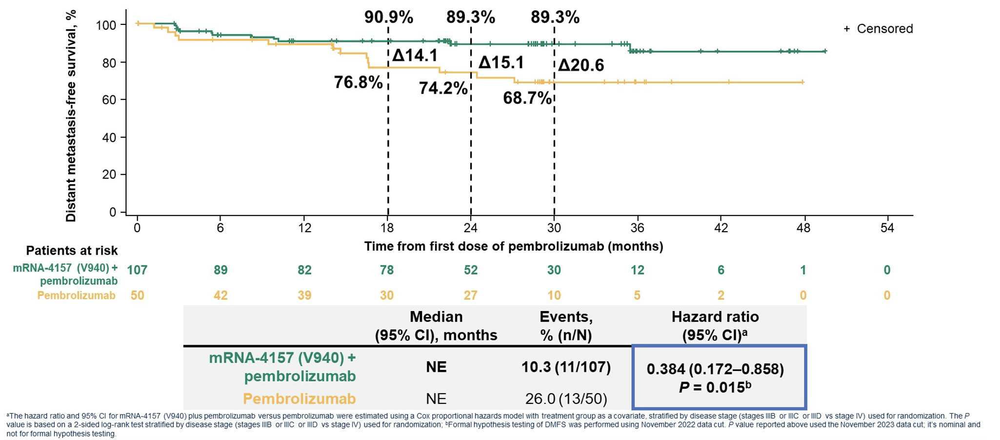 Distant metastasis-free survival, %
100
80
60
40
20
0
90.9% 89.3% 89.3%
+ Censored
Δ14.1 Δ15.1 Δ20.6
76.8% 74.2% 68.7%
0 6 12 18 24 30 36 42 48 54
Time from first dose of pembrolizumab (months)
Patients at risk
mRNA-4157 (V940) +
pembrolizumab
107 89 82 78 52 30 12 6 1 0
Pembrolizumab 50 42 39 30 27 10 5 2 0 0
Median
(95% CI), months
Events,
% (n/N)
Hazard ratio
(95% CI)ᵃ
mRNA-4157 (V940) +
pembrolizumab
NE
10.3 (11/107)
0.384 (0.172–0.858)
P = 0.015ᵇ
Pembrolizumab NE 26.0 (13/50)
ᵃThe hazard ratio and 95% CI for mRNA-4157 (V940) plus pembrolizumab versus pembrolizumab were estimated using a Cox proportional hazards model with treatment group as a covariate, stratified by disease stage (stages IIIB or IIIC or IIID vs stage IV) used for randomization. The P
value is based on a 2-sided log-rank test stratified by disease stage (stages IIIB or IIIC or IIID vs stage IV) used for randomization; ᵇFormal hypothesis testing of DMFS was performed using November 2022 data cut. P value reported above used the November 2023 data cut; it's nominal and
not for formal hypothesis testing.